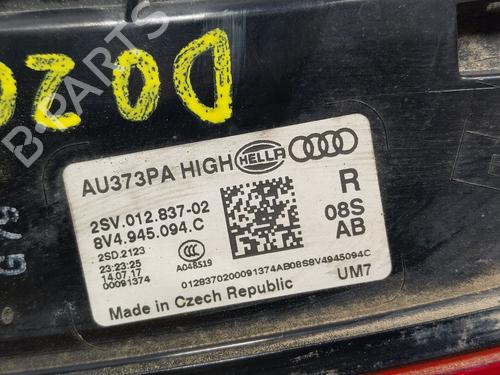 D020
B-PARTS
AU373PA HIGH HELLA
2SV.012.837-02 R
8V4.945.094.C 08S
2SD.2123 AB
23:23:25
14.07.17 A048519
00091374
0128370200091374AB08S8V4945094C
Made in Czech Republic UM7